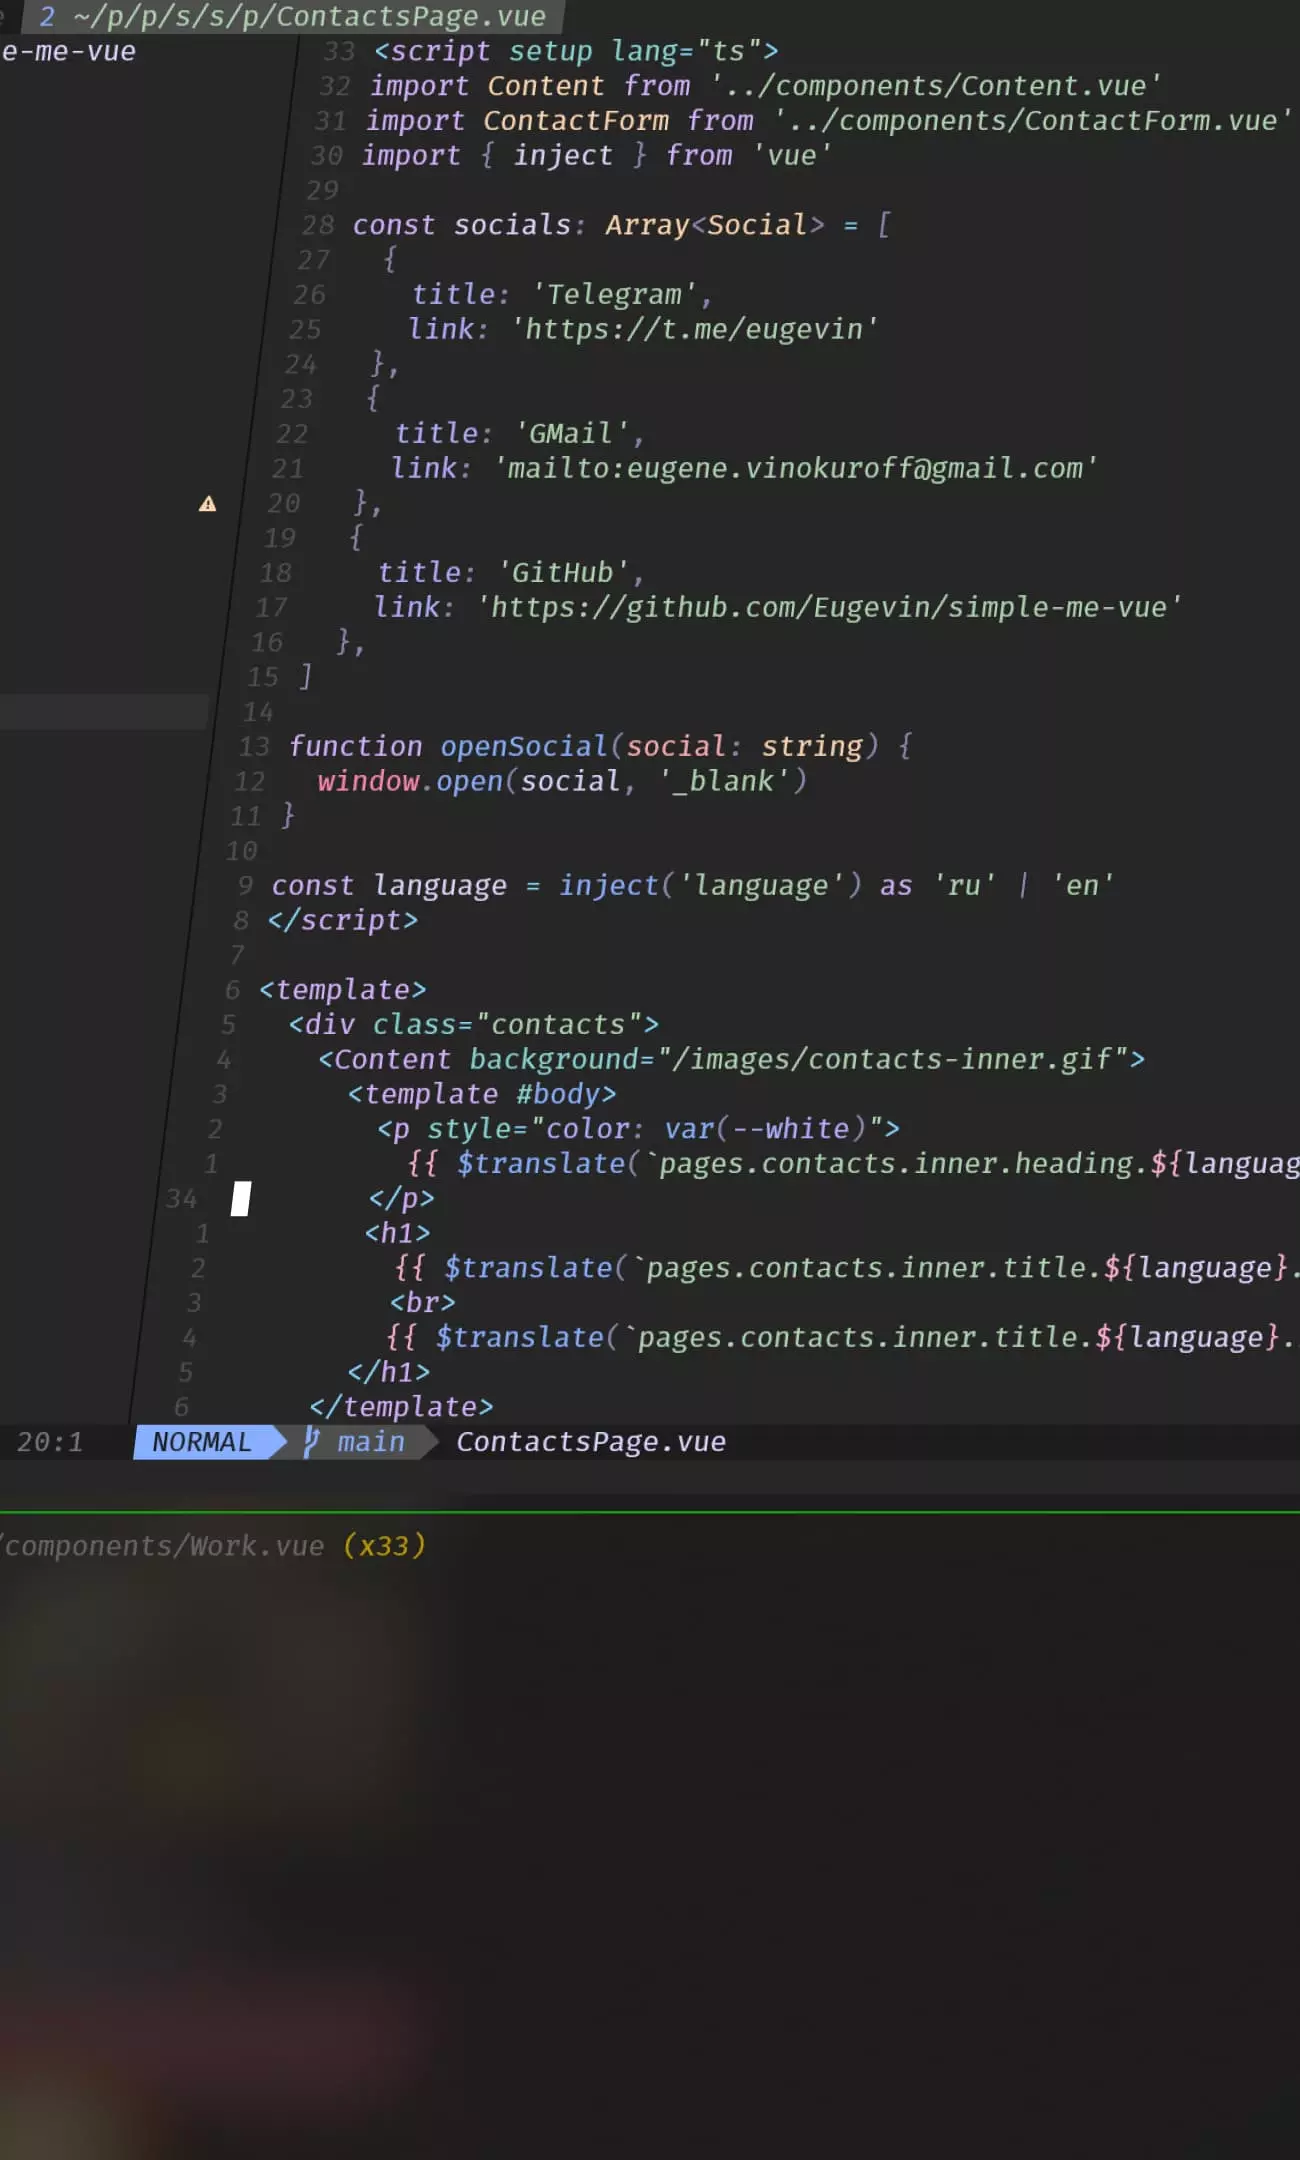 2 ~/p/p/s/s/p/ContactsPage.vue
e-me-vue
33 <script setup lang="ts">
32 import Content from '../components/Content.vue'
31 import ContactForm from '../components/ContactForm.vue'
30 import { inject } from 'vue'
29
28 const socials: Array<Social> = [
27 {
26 title: 'Telegram',
25 link: 'https://t.me/eugevin'
24 },
23 {
22 title: 'GMail',
21 link: 'mailto:eugene.vinokuroff@gmail.com'
20 },
19 {
18 title: 'GitHub',
17 link: 'https://github.com/Eugevin/simple-me-vue'
16 },
15 ]
14
13 function openSocial(social: string) {
12 window.open(social, '_blank')
11 }
10
9 const language = inject('language') as 'ru' | 'en'
8 </script>
7
6 <template>
5 <div class="contacts">
4 <Content background="/images/contacts-inner.gif">
3 <template #body>
2 <p style="color: var(--white)">
1 {{ $translate(`pages.contacts.inner.heading.${languag
34 </p>
1 <h1>
2 {{ $translate(`pages.contacts.inner.title.${language}.
3 <br>
4 {{ $translate(`pages.contacts.inner.title.${language}.
5 </h1>
6 </template>
20:1 NORMAL main ContactsPage.vue
/components/Work.vue (x33)